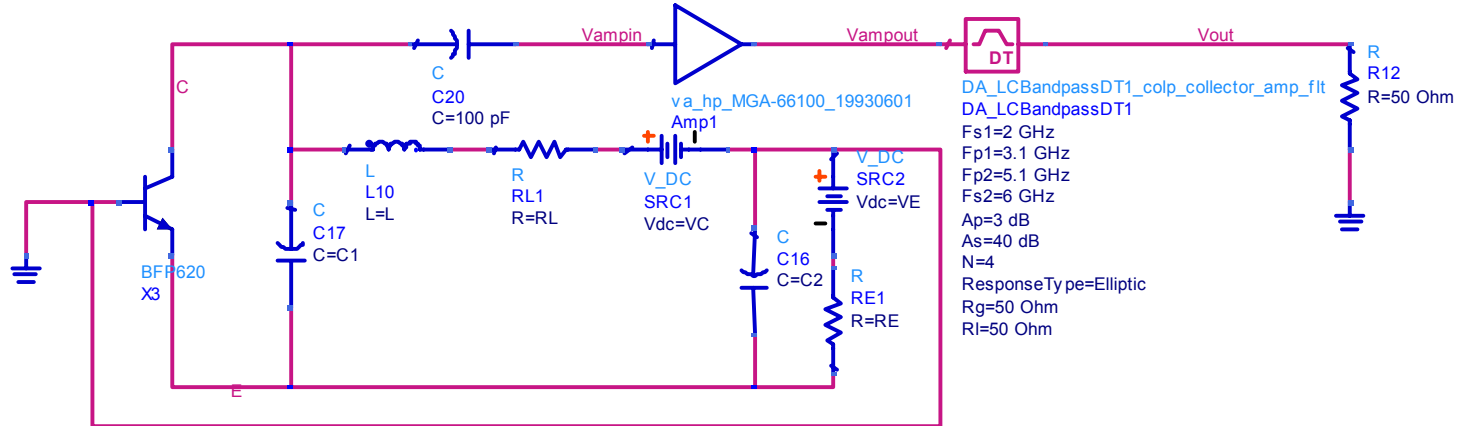 C
C
C20
C=100 pF
Vampin
va_hp_MGA-66100_19930601
Amp1
Vampout
DT
DA_LCBandpassDT1_colp_collector_amp_flt
DA_LCBandpassDT1
Fs1=2 GHz
Fp1=3.1 GHz
Fp2=5.1 GHz
Fs2=6 GHz
Ap=3 dB
As=40 dB
N=4
ResponseType=Elliptic
Rg=50 Ohm
Rl=50 Ohm
Vout
R
R12
R=50 Ohm
L
L10
L=L
R
RL1
R=RL
+
V_DC
SRC1
Vdc=VC
+
V_DC
SRC2
Vdc=VE
C
C17
C=C1
C
C16
C=C2
R
RE1
R=RE
BFP620
X3
E